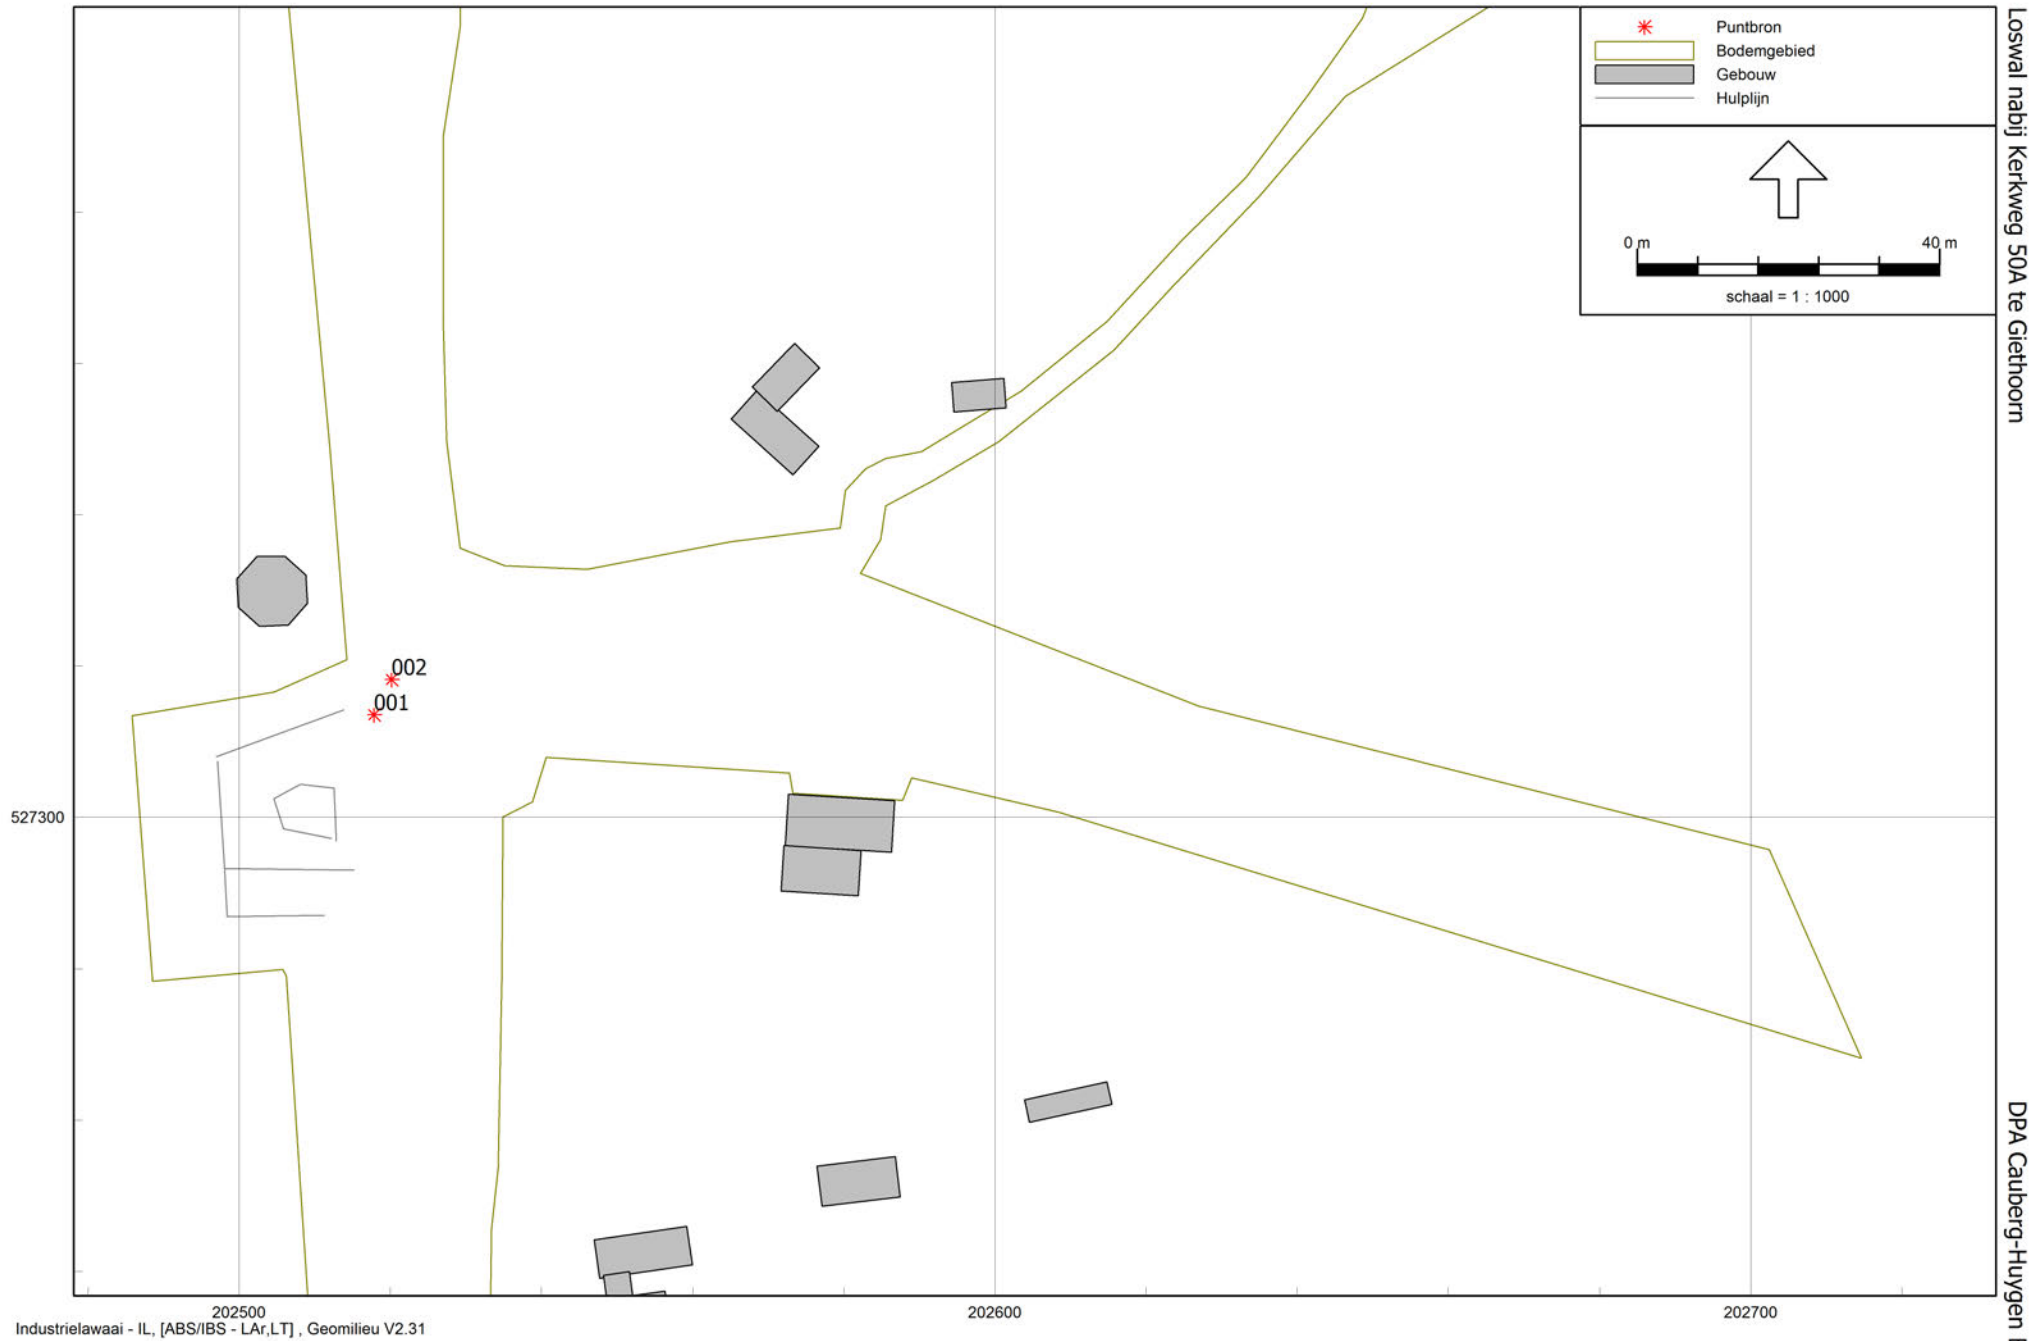 Puntbron
Bodemgebied
Gebouw
Hulplijn
0 m 40 m
schaal = 1 : 1000
Loswal nabij Kerkweg 50A te Giethoorn
002
001
527300
DPA Cauberg-Huygen
202500 202600 202700
Industrielawaai - IL, [ABS/IBS - LAr,LT] , Geomilieu V2.31